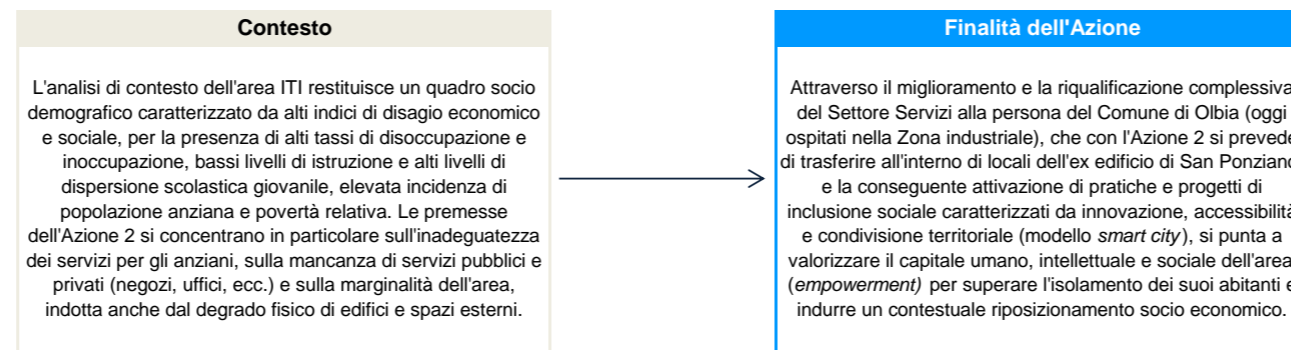 Contesto
L'analisi di contesto dell'area ITI restituisce un quadro socio
demografico caratterizzato da alti indici di disagio economico
e sociale, per la presenza di alti tassi di disoccupazione e
inoccupazione, bassi livelli di istruzione e alti livelli di
dispersione scolastica giovanile, elevata incidenza di
popolazione anziana e povertà relativa. Le premesse
dell'Azione 2 si concentrano in particolare sull'inadeguatezza
dei servizi per gli anziani, sulla mancanza di servizi pubblici e
privati (negozi, uffici, ecc.) e sulla marginalità dell'area,
indotta anche dal degrado fisico di edifici e spazi esterni.
Finalità dell'Azione
Attraverso il miglioramento e la riqualificazione complessiva
del Settore Servizi alla persona del Comune di Olbia (oggi
ospitati nella Zona industriale), che con l'Azione 2 si prevede
di trasferire all'interno di locali dell'ex edificio di San Ponziano
e la conseguente attivazione di pratiche e progetti di
inclusione sociale caratterizzati da innovazione, accessibilità
e condivisione territoriale (modello smart city), si punta a
valorizzare il capitale umano, intellettuale e sociale dell'area
(empowerment) per superare l'isolamento dei suoi abitanti e
indurre un contestuale riposizionamento socio economico.